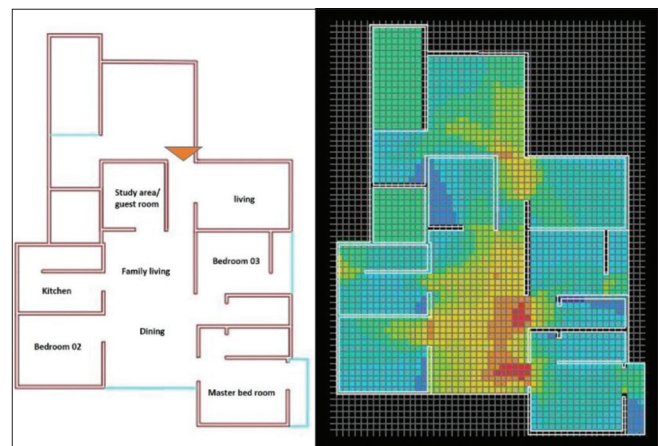 Study area/
guest room
living
Family living
Bedroom 03
Kitchen
Dining
Bedroom 02
Master bed room